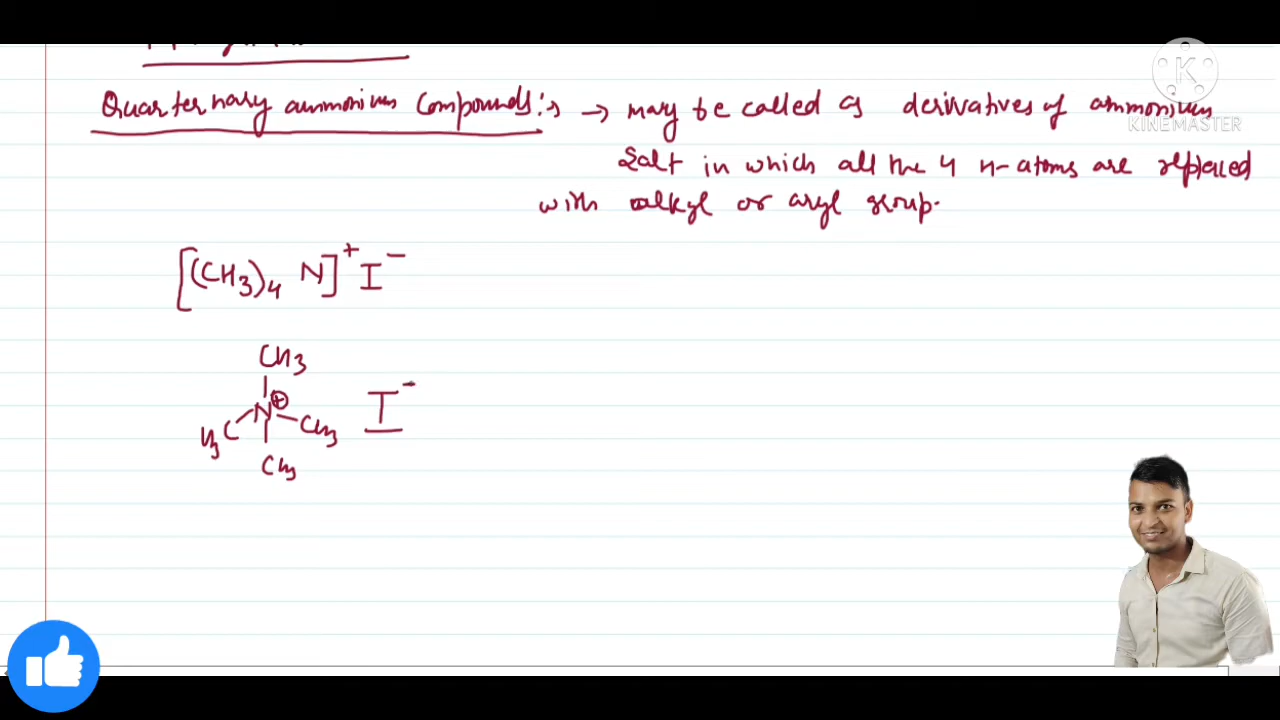 Quarternary ammonium Compounds:→ → may be called as derivatives of ammonium
KINEMASTER
Salt in which all the 4 H-atoms are replaced
with alkyl or aryl group.
[(CH3)4 N]+ I-
CH3
N⊕
H3C CH3 I-
CH3